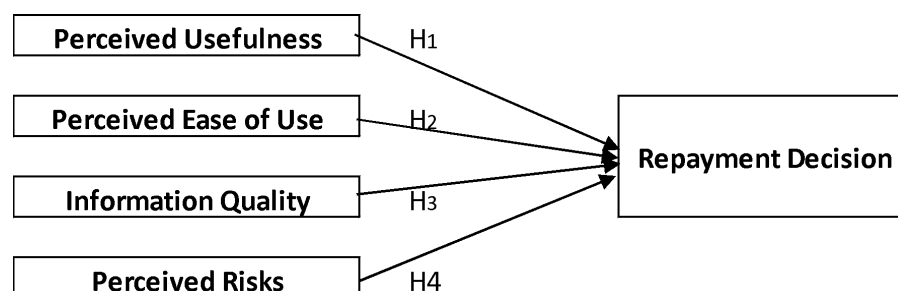 Perceived Usefulness
H1
Perceived Ease of Use
H2
Repayment Decision
Information Quality
H3
Perceived Risks
H4